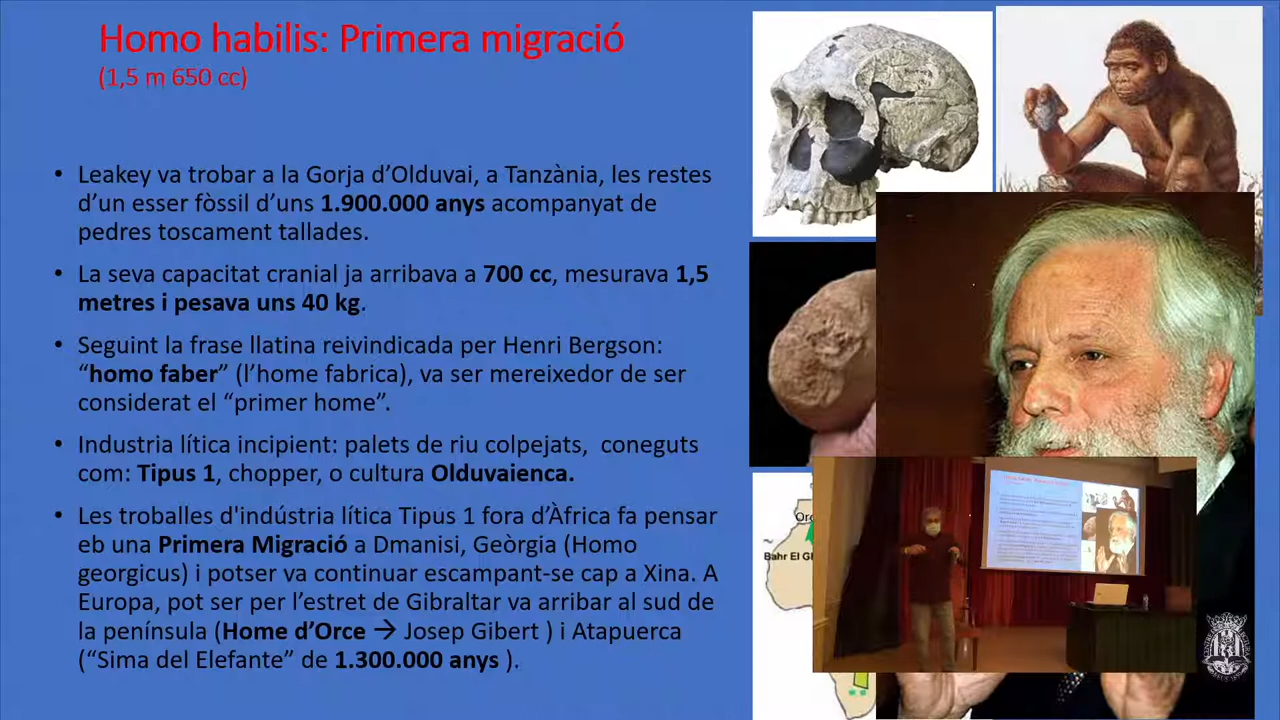 Homo habilis: Primera migració
(1,5 m 650 cc)
• Leakey va trobar a la Gorja d'Olduvai, a Tanzània, les restes
d'un esser fòssil d'uns 1.900.000 anys acompanyat de
pedres toscament tallades.
• La seva capacitat cranial ja arribava a 700 cc, mesurava 1,5
metres i pesava uns 40 kg.
• Seguint la frase llatina reivindicada per Henri Bergson:
“homo faber” (l'home fabrica), va ser mereixedor de ser
considerat el “primer home”.
• Industria lítica incipient: palets de riu colpejats, coneguts
com: Tipus 1, chopper, o cultura Olduvaienca.
• Les troballes d'indústria lítica Tipus 1 fora d'Àfrica fa pensar
eb una Primera Migració a Dmanisi, Geòrgia (Homo
georgicus) i potser va continuar escampant-se cap a Xina. A
Europa, pot ser per l'estret de Gibraltar va arribar al sud de
la península (Home d'Orce → Josep Gibert ) i Atapuerca
(“Sima del Elefante” de 1.300.000 anys ).
Orc
Bahr El Gh